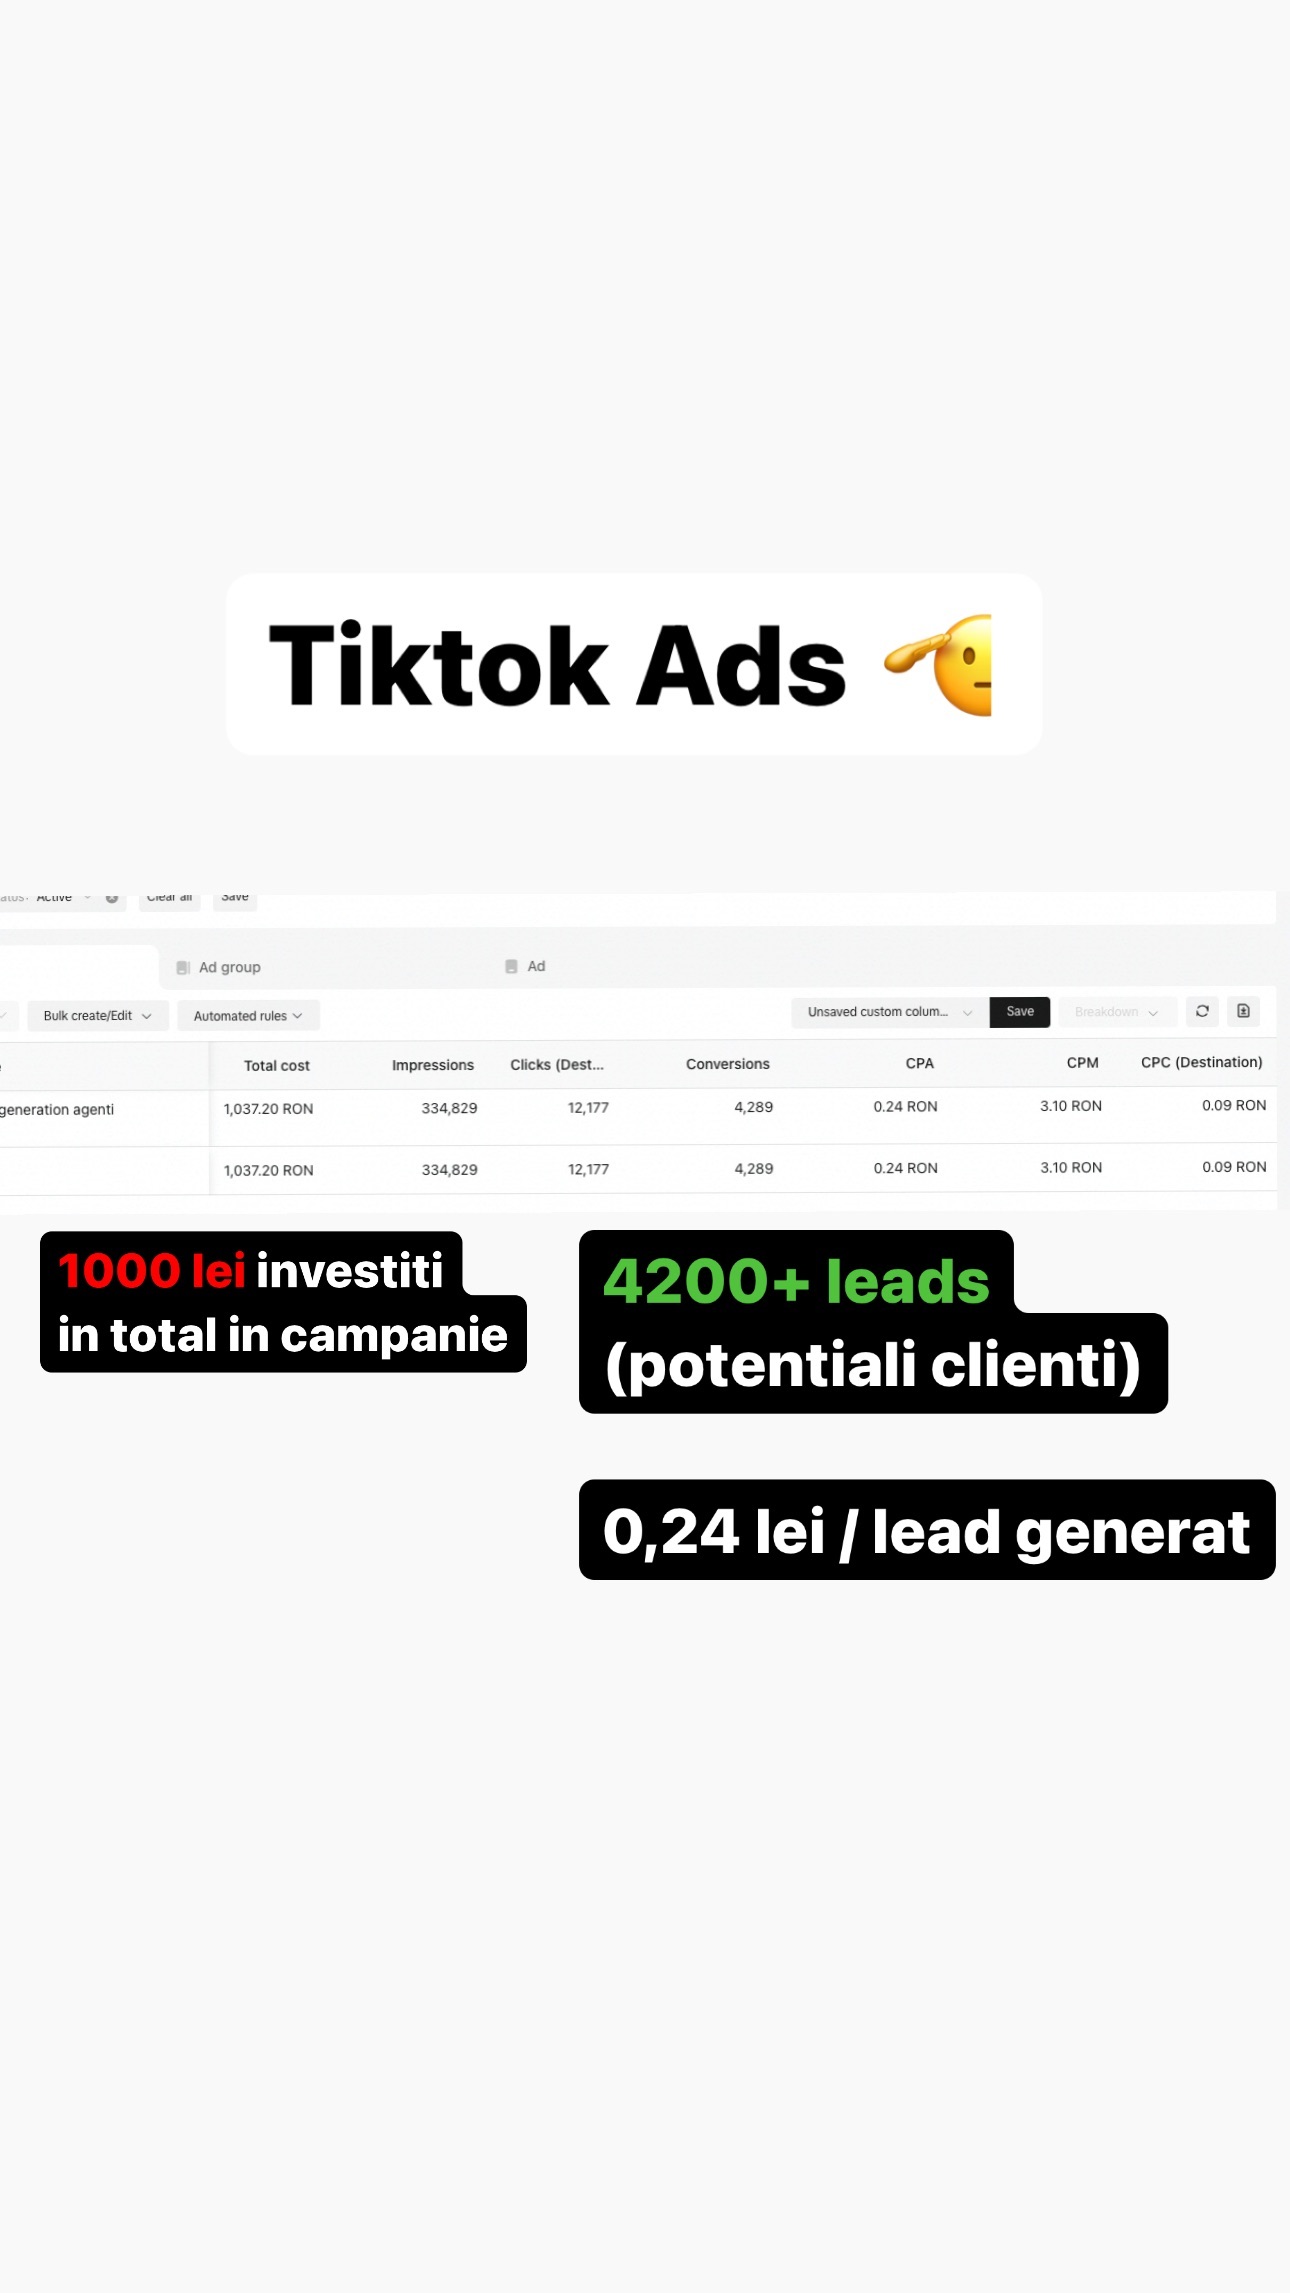 Tiktok Ads
Active
Clear all Save
Ad group Ad
Bulk create/Edit Automated rules Unsaved custom colum... Save Breakdown
Total cost Impressions Clicks (Dest... Conversions CPA CPM CPC (Destination)
generation agenti 1,037.20 RON 334,829 12,177 4,289 0.24 RON 3.10 RON 0.09 RON
1,037.20 RON 334,829 12,177 4,289 0.24 RON 3.10 RON 0.09 RON
1000 lei investiti
in total in campanie
4200+ leads
(potentiali clienti)
0,24 lei / lead generat